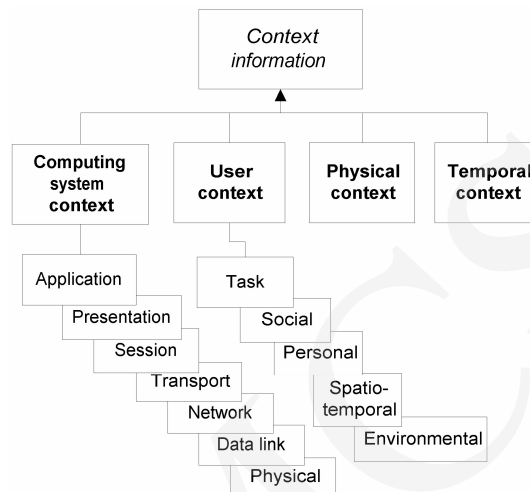 Context
information
Computing
system
context
User
context
Physical
context
Temporal
context
Application
Presentation
Session
Transport
Network
Data link
Physical
Task
Social
Personal
Spatio-
temporal
Environmental